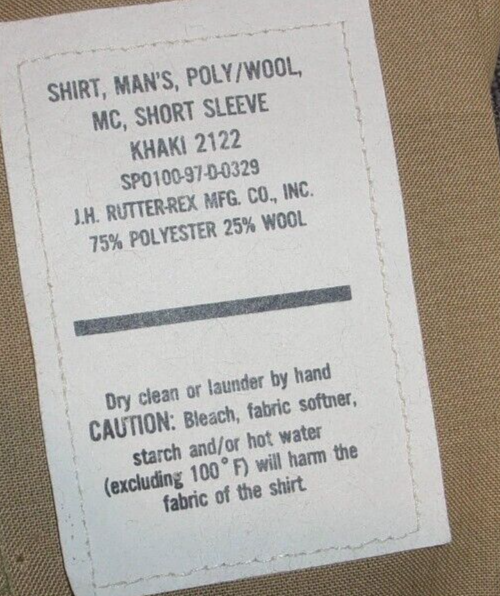 SHIRT, MAN'S, POLY/WOOL,
MC, SHORT SLEEVE
KHAKI 2122
SPO100-97-D-0329
J.H. RUTTER-REX MFG. CO., INC.
75% POLYESTER 25% WOOL
Dry clean or launder by hand
CAUTION: Bleach, fabric softner,
starch and/or hot water
(excluding 100° F) will harm the
fabric of the shirt.